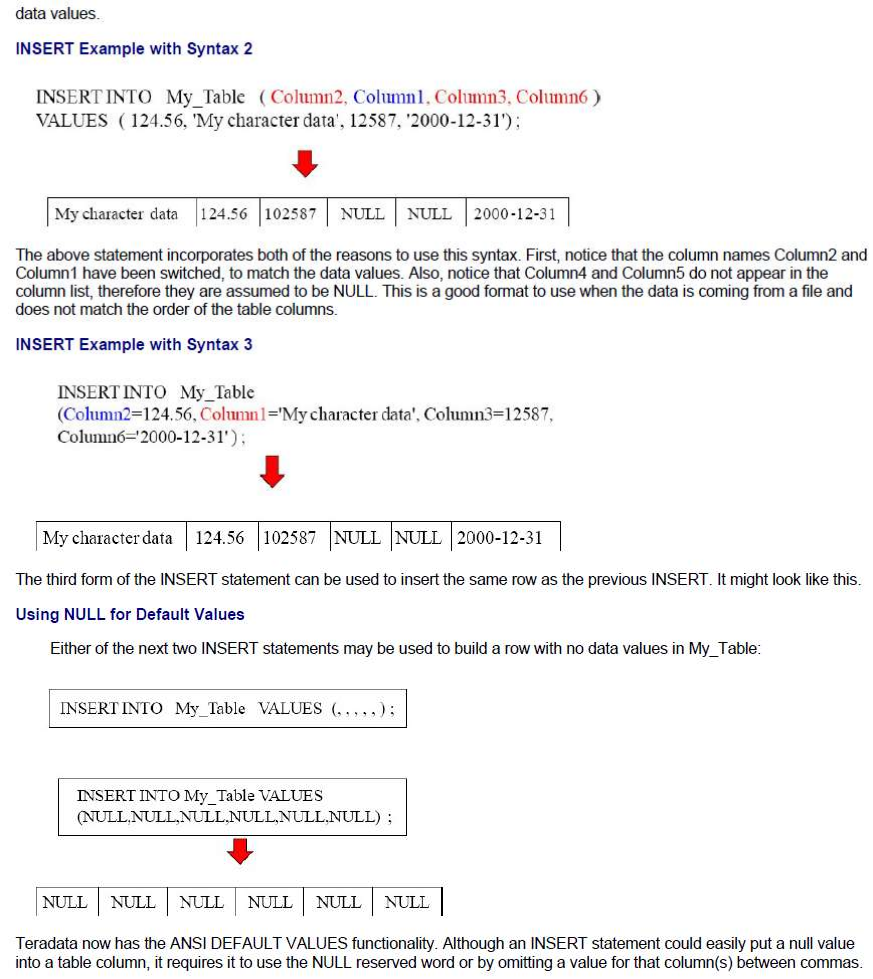 data values.
INSERT Example with Syntax 2
INSERT INTO My_Table ( Column2, Column1, Column3, Column6 )
VALUES ( 124.56, 'My character data', 12587, '2000-12-31') ;
My character data 124.56 102587 NULL NULL 2000-12-31
The above statement incorporates both of the reasons to use this syntax. First, notice that the column names Column2 and
Column1 have been switched, to match the data values. Also, notice that Column4 and Column5 do not appear in the
column list, therefore they are assumed to be NULL. This is a good format to use when the data is coming from a file and
does not match the order of the table columns.
INSERT Example with Syntax 3
INSERT INTO My_Table
(Column2=124.56, Column1='My character data', Column3=12587,
Column6='2000-12-31') ;
My character data 124.56 102587 NULL NULL 2000-12-31
The third form of the INSERT statement can be used to insert the same row as the previous INSERT. It might look like this.
Using NULL for Default Values
Either of the next two INSERT statements may be used to build a row with no data values in My_Table:
INSERT INTO My_Table VALUES (, , , , , ) ;
INSERT INTO My_Table VALUES
(NULL,NULL,NULL,NULL,NULL,NULL) ;
NULL NULL NULL NULL NULL NULL
Teradata now has the ANSI DEFAULT VALUES functionality. Although an INSERT statement could easily put a null value
into a table column, it requires it to use the NULL reserved word or by omitting a value for that column(s) between commas.